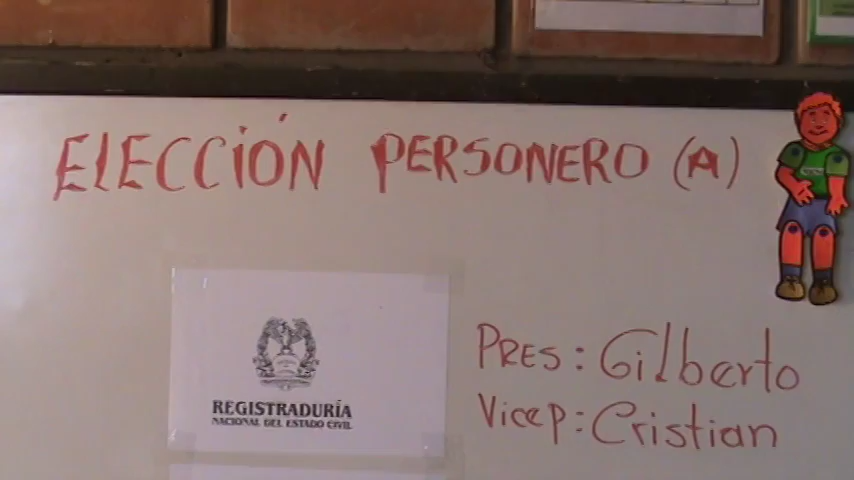 ELECCIÓN PERSONERO (A)
REGISTRADURÍA
NACIONAL DEL ESTADO CIVIL
PRES: Gilberto
Vicep: Cristian